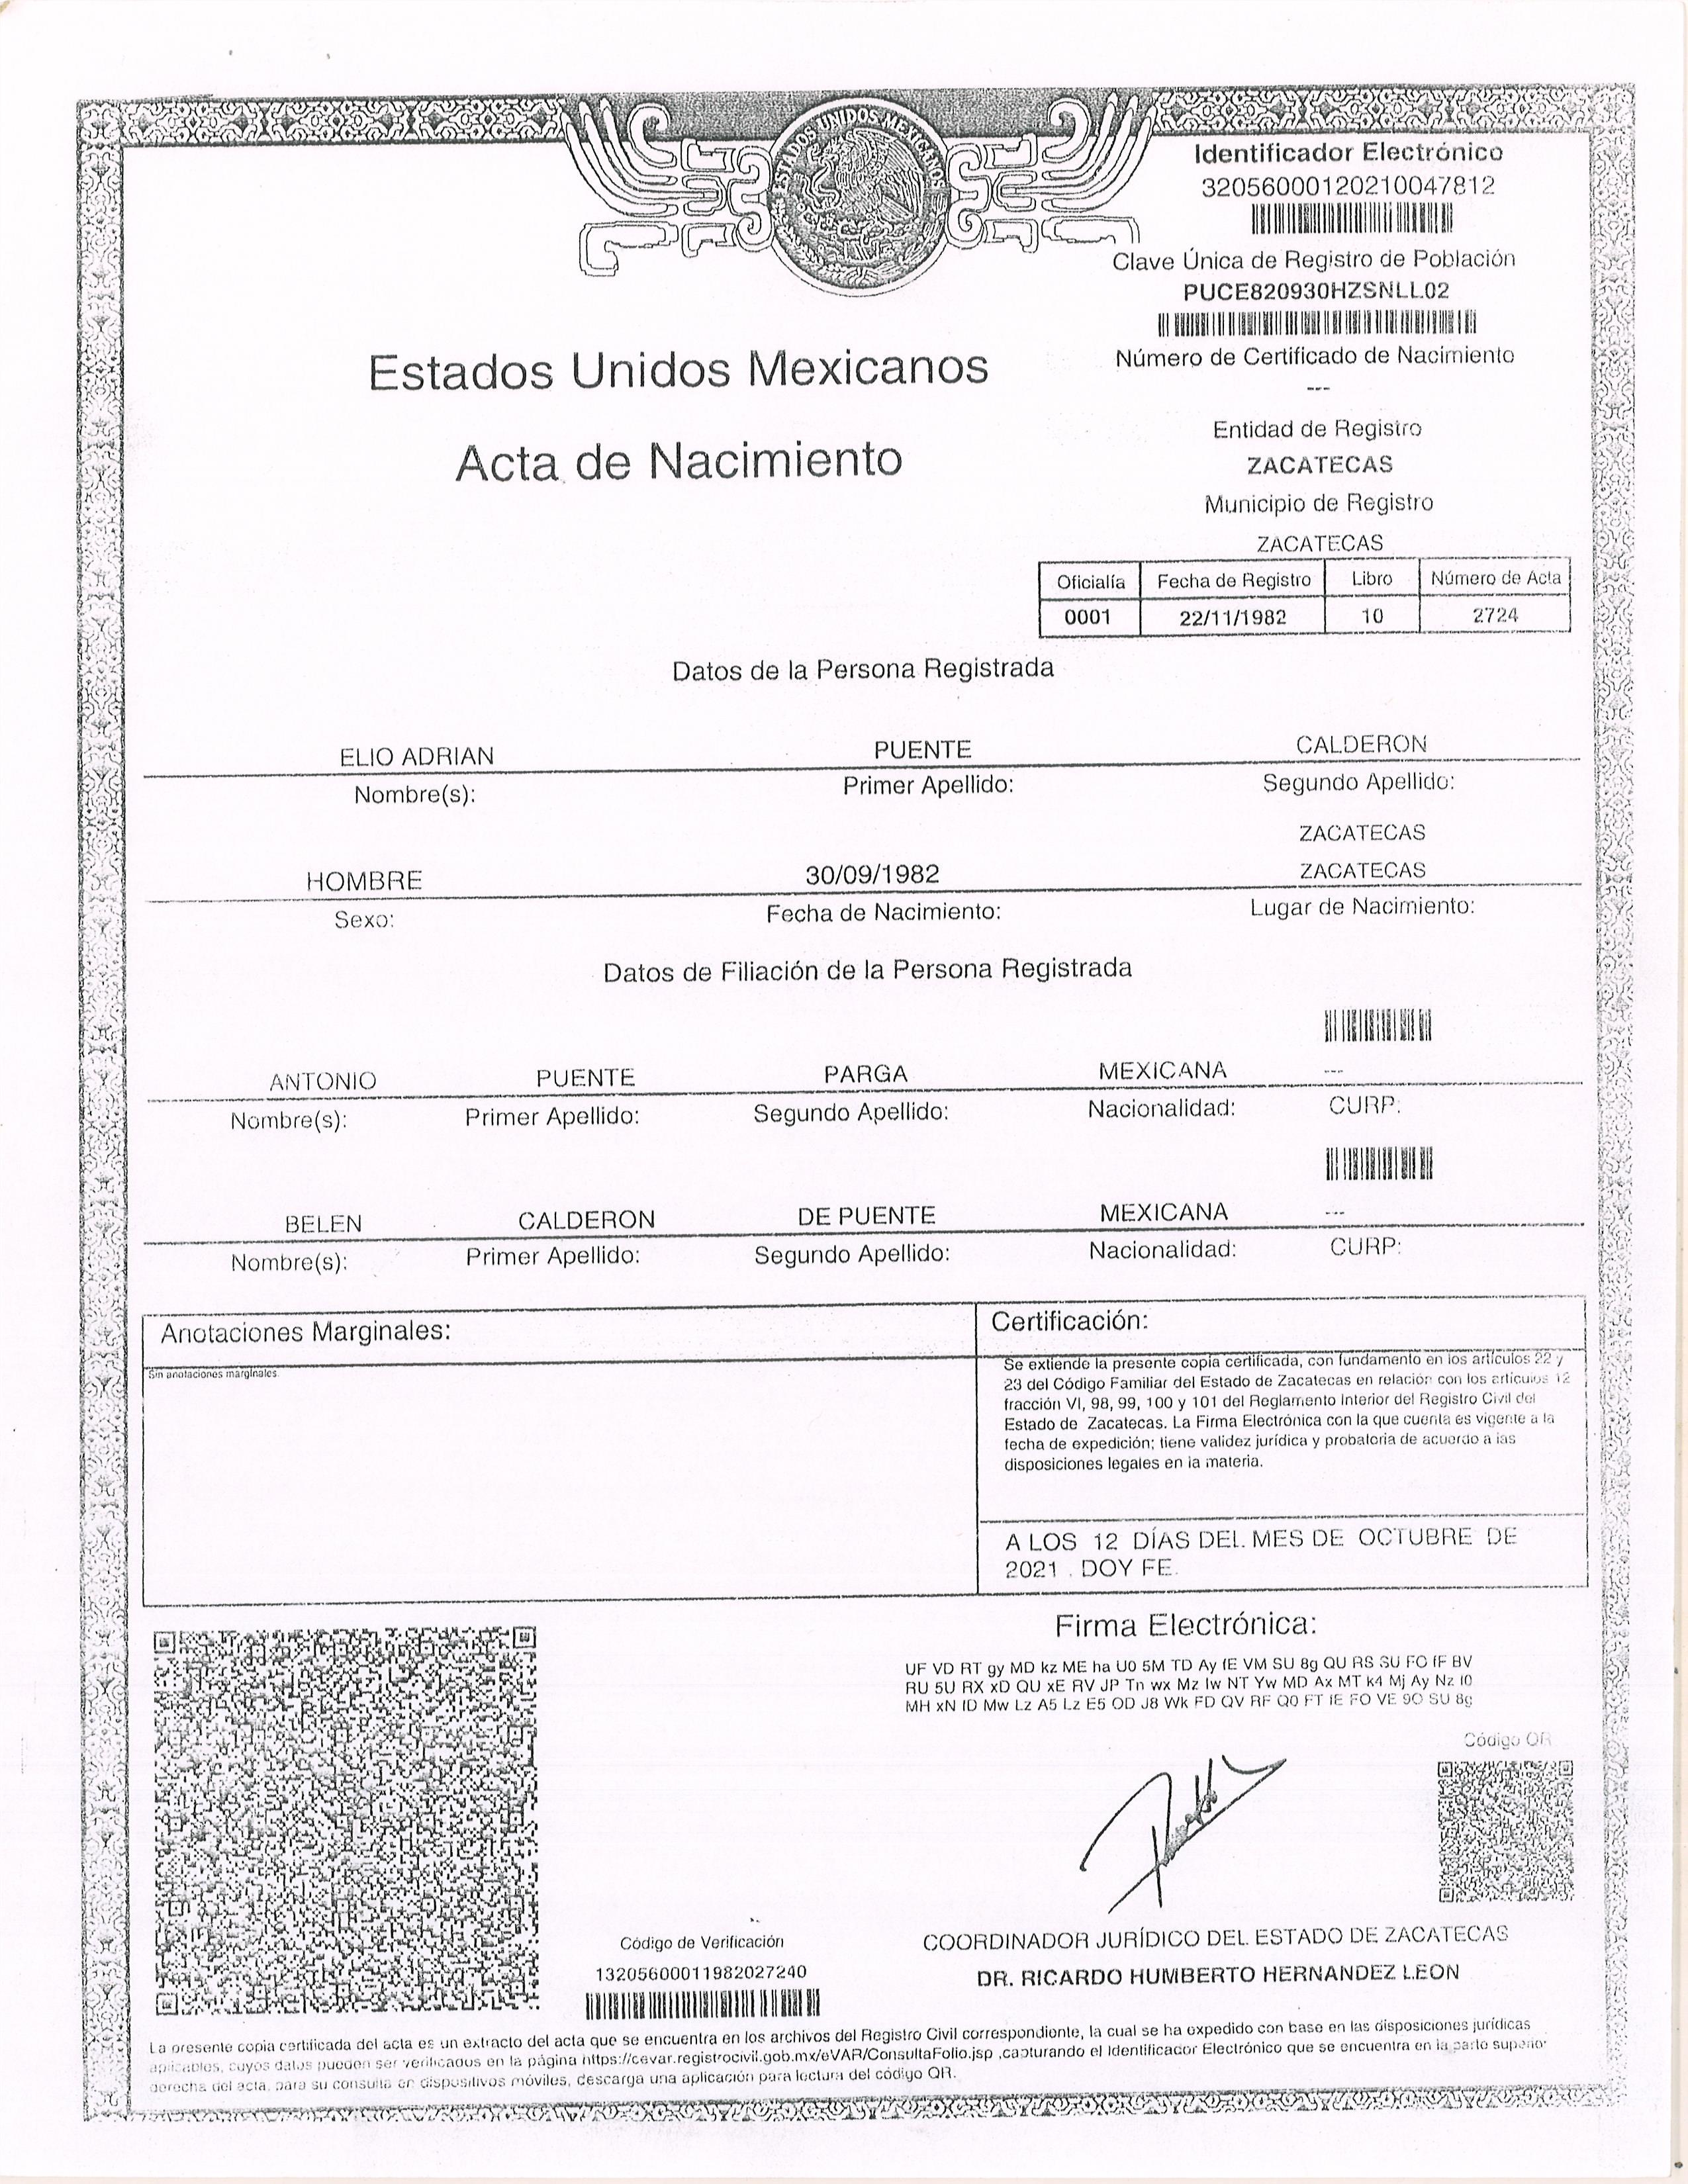 ESTADOS UNIDOS MEXICANOS
Identificador Electrónico
32056000120210047812
Clave Única de Registro de Población
PUCE820930HZSNLL02
Número de Certificado de Nacimiento
---
Estados Unidos Mexicanos
Acta de Nacimiento
Entidad de Registro
ZACATECAS
Municipio de Registro
ZACATECAS
Oficialía Fecha de Registro Libro Número de Acta
0001 22/11/1982 10 2724
Datos de la Persona Registrada
ELIO ADRIAN PUENTE CALDERON
Nombre(s): Primer Apellido: Segundo Apellido:
ZACATECAS
HOMBRE 30/09/1982 ZACATECAS
Sexo: Fecha de Nacimiento: Lugar de Nacimiento:
Datos de Filiación de la Persona Registrada
ANTONIO PUENTE PARGA MEXICANA ---
Nombre(s): Primer Apellido: Segundo Apellido: Nacionalidad: CURP:
BELEN CALDERON DE PUENTE MEXICANA ---
Nombre(s): Primer Apellido: Segundo Apellido: Nacionalidad: CURP:
Anotaciones Marginales:
Sin anotaciones marginales
Certificación:
Se extiende la presente copia certificada, con fundamento en los artículos 22 y
23 del Código Familiar del Estado de Zacatecas en relación con los artículos 12
fracción VI, 98, 99, 100 y 101 del Reglamento Interior del Registro Civil del
Estado de Zacatecas. La Firma Electrónica con la que cuenta es vigente a la
fecha de expedición; tiene validez jurídica y probatoria de acuerdo a las
disposiciones legales en la materia.
A LOS 12 DÍAS DEL MES DE OCTUBRE DE
2021 . DOY FE.
Firma Electrónica:
UF VD RT gy MD kz ME ha U0 5M TD Ay IE VM SU 8g QU RS SU FO IF BV
RU 5U RX xD QU xE RV JP Tn wx Mz Iw NT Yw MD Ax MT k4 Mj Ay Nz I0
MH xN ID Mw Lz A5 Lz E5 OD J8 Wk FD QV RF Q0 FT IE FO VE 9O SU 8g
Código QR
Código de Verificación
13205600011982027240
COORDINADOR JURÍDICO DEL ESTADO DE ZACATECAS
DR. RICARDO HUMBERTO HERNANDEZ LEON
La presente copia certificada del acta es un extracto del acta que se encuentra en los archivos del Registro Civil correspondiente, la cual se ha expedido con base en las disposiciones jurídicas
aplicables, cuyos datos pueden ser verificados en la página https://cevar.registrocivil.gob.mx/eVAR/ConsultaFolio.jsp ,capturando el Identificador Electrónico que se encuentra en la parte superior
derecha del acta, para su consulta en dispositivos móviles, descarga una aplicación para lectura del código QR.